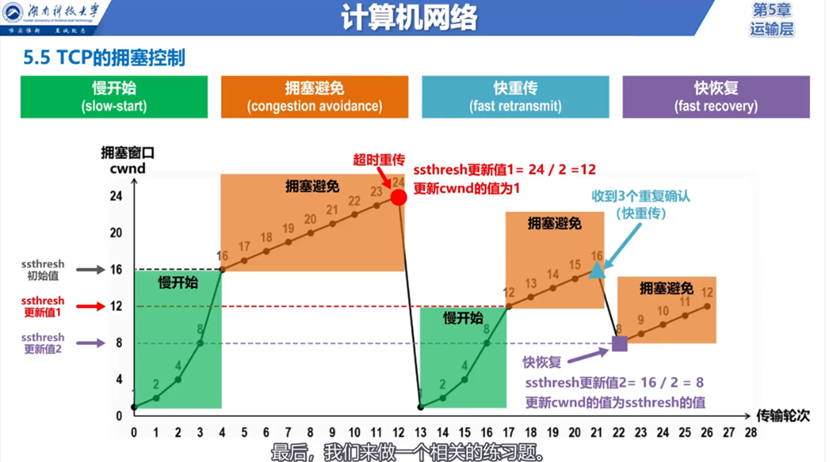 湖南科技大学
计算机网络
第5章
运输层
5.5 TCP的拥塞控制
慢开始
(slow-start)
拥塞避免
(congestion avoidance)
快重传
(fast retransmit)
快恢复
(fast recovery)
拥塞窗口
cwnd
超时重传
ssthresh更新值1= 24 / 2 =12
更新cwnd的值为1
收到3个重复确认
（快重传）
24
20
16
12
8
4
0
ssthresh
初始值
ssthresh
更新值1
ssthresh
更新值2
慢开始
2
4
8
16
拥塞避免
17
18
19
20
21
22
23
24
慢开始
1
2
4
8
12
拥塞避免
13
14
15
16
拥塞避免
8
9
10
11
12
快恢复
ssthresh更新值2= 16 / 2 = 8
更新cwnd的值为ssthresh的值
0 1 2 3 4 5 6 7 8 9 10 11 12 13 14 15 16 17 18 19 20 21 22 23 24 25 26 27 28
传输轮次
最后，我们来做一个相关的练习题。